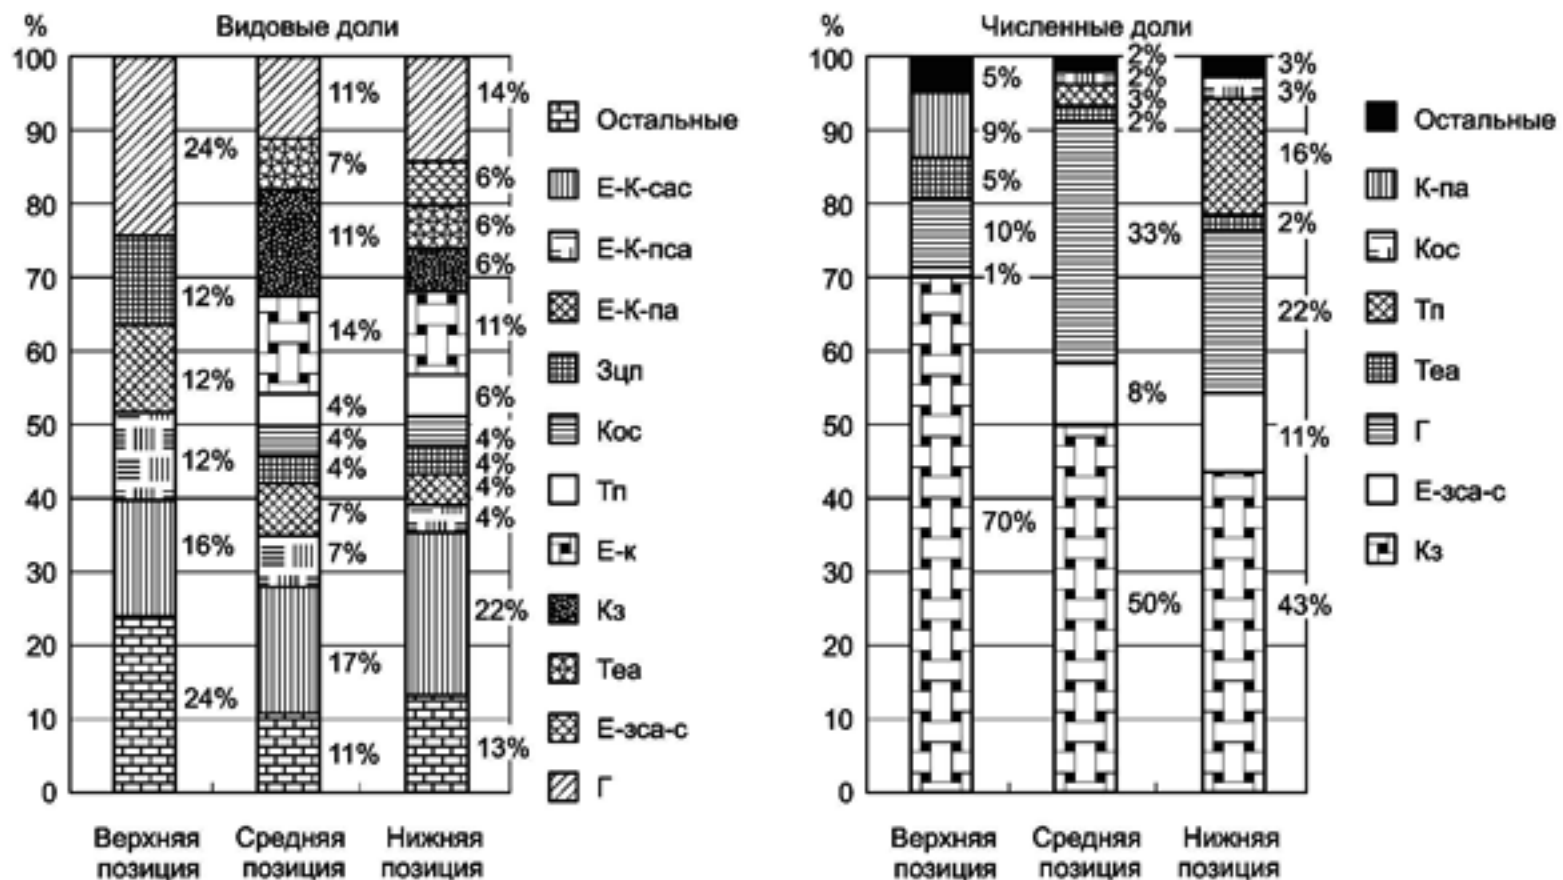 %
Видовые доли
100
90
80
70
60
50
40
30
20
10
0
24%
12%
12%
12%
16%
24%
11%
7%
11%
14%
4%
4%
4%
7%
7%
17%
11%
14%
6%
6%
6%
11%
6%
4%
4%
4%
4%
22%
13%
Верхняя
позиция
Средняя
позиция
Нижняя
позиция
Остальные
Е-К-сас
Е-К-пса
Е-К-па
Зцп
Кос
Тп
Е-к
Кз
Теа
Е-зса-с
Г
%
Численные доли
100
90
80
70
60
50
40
30
20
10
0
5%
9%
5%
10%
1%
70%
2%
2%
3%
2%
33%
8%
50%
3%
3%
16%
2%
22%
11%
43%
Верхняя
позиция
Средняя
позиция
Нижняя
позиция
Остальные
К-па
Кос
Тп
Теа
Г
Е-зса-с
Кз